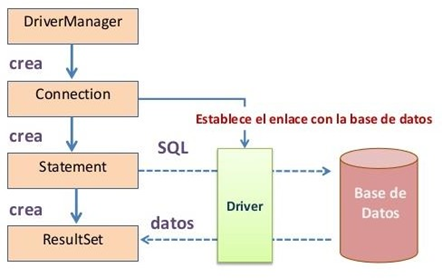 DriverManager
crea
Connection
Establece el enlace con la base de datos
crea
SQL
Statement
Base de
Datos
Driver
crea
datos
ResultSet